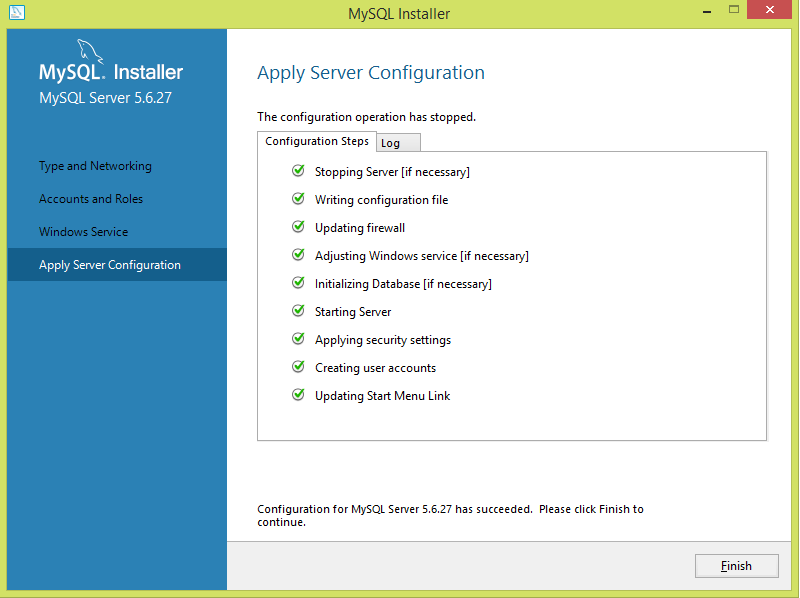 MySQL Installer
MySQL. Installer
MySQL Server 5.6.27
Type and Networking
Accounts and Roles
Windows Service
Apply Server Configuration
Apply Server Configuration
The configuration operation has stopped.
Configuration Steps
Log
Stopping Server [if necessary]
Writing configuration file
Updating firewall
Adjusting Windows service [if necessary]
Initializing Database [if necessary]
Starting Server
Applying security settings
Creating user accounts
Updating Start Menu Link
Configuration for MySQL Server 5.6.27 has succeeded.  Please click Finish to
continue.
Finish